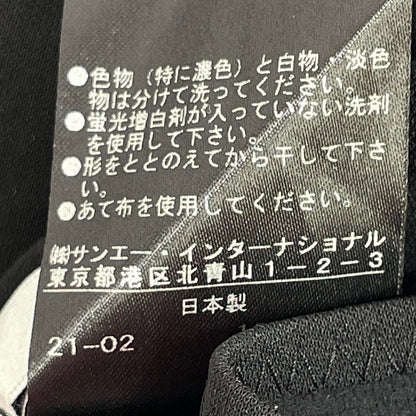 ●色物（特に濃色）と白物・淡色
物は分けて洗ってください。
●蛍光増白剤が入っていない洗剤
を使用して下さい。
●形をととのえてから干して下さ
い。
●あて布を使用してください。
㈱サンエー・インターナショナル
東京都港区北青山1－2－3
日本製
21－02